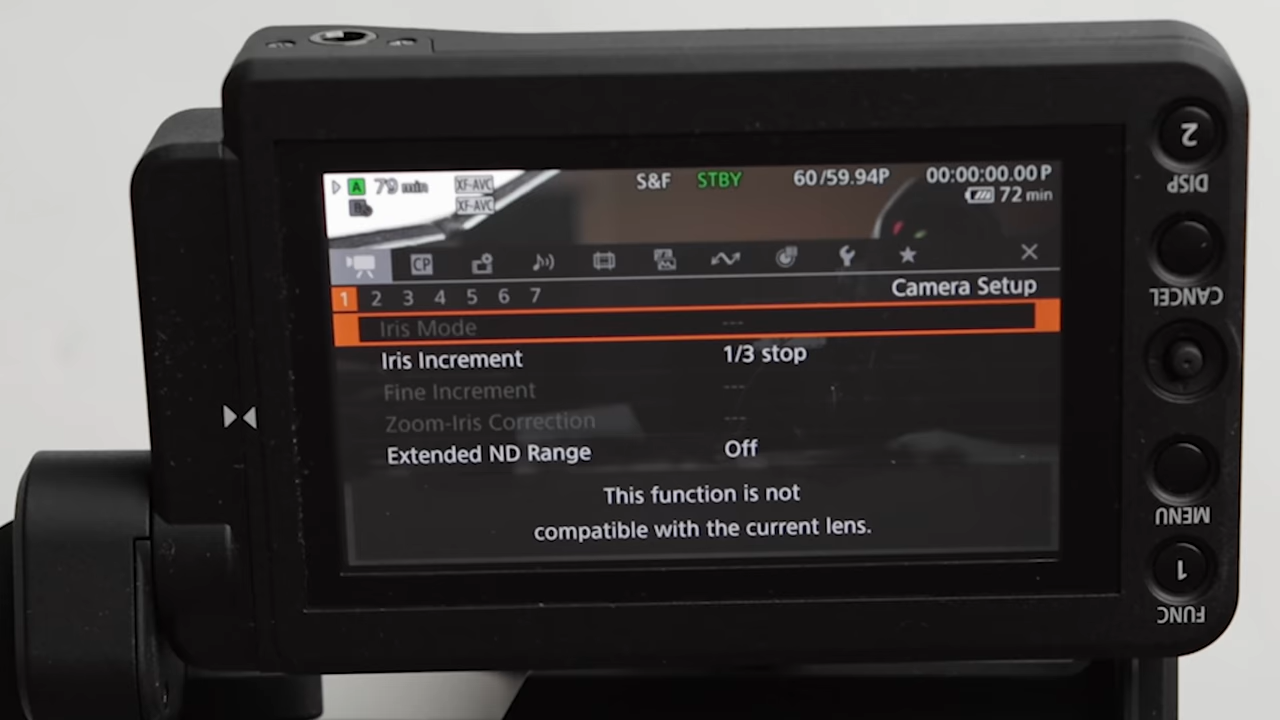 A 79 min XF-AVC S&F STBY 60/59.94P 00:00:00.00 P
B XF-AVC 72 min
CP
1 2 3 4 5 6 7 Camera Setup
Iris Mode ---
Iris Increment 1/3 stop
Fine Increment ---
Zoom-Iris Correction ---
Extended ND Range Off
This function is not
compatible with the current lens.
2
DISP
CANCEL
MENU
1
FUNC